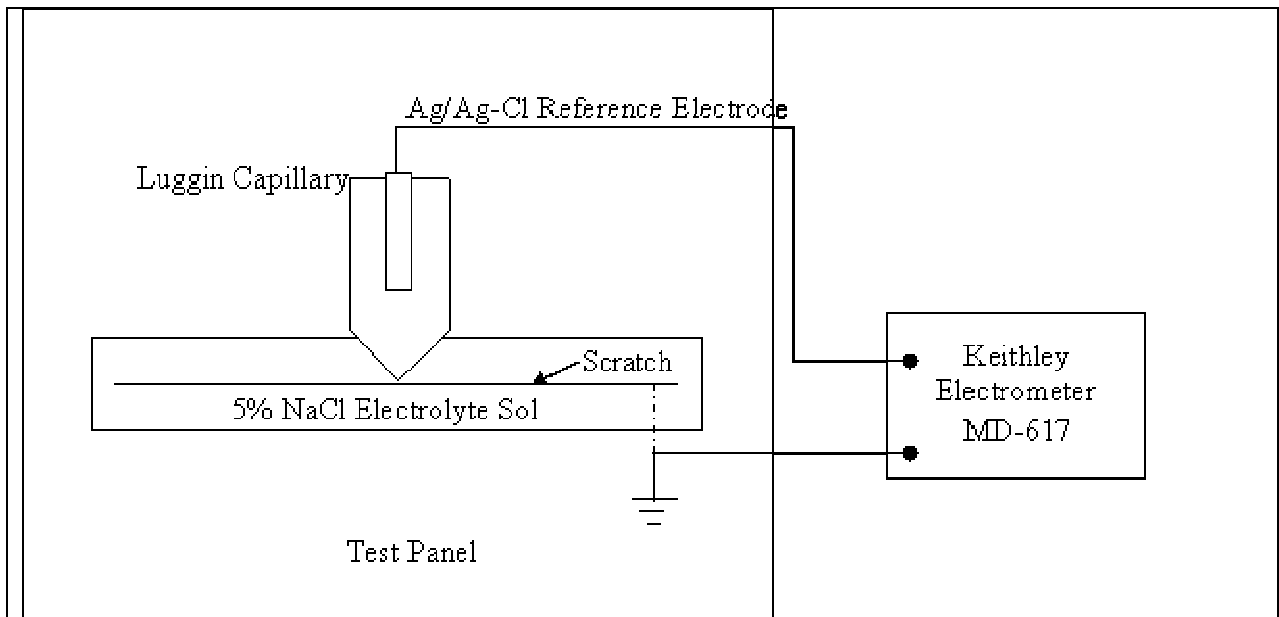 Ag/Ag-Cl Reference Electrode
Luggin Capillary
Scratch
5% NaCl Electrolyte Sol
Keithley
Electrometer
MD-617
Test Panel